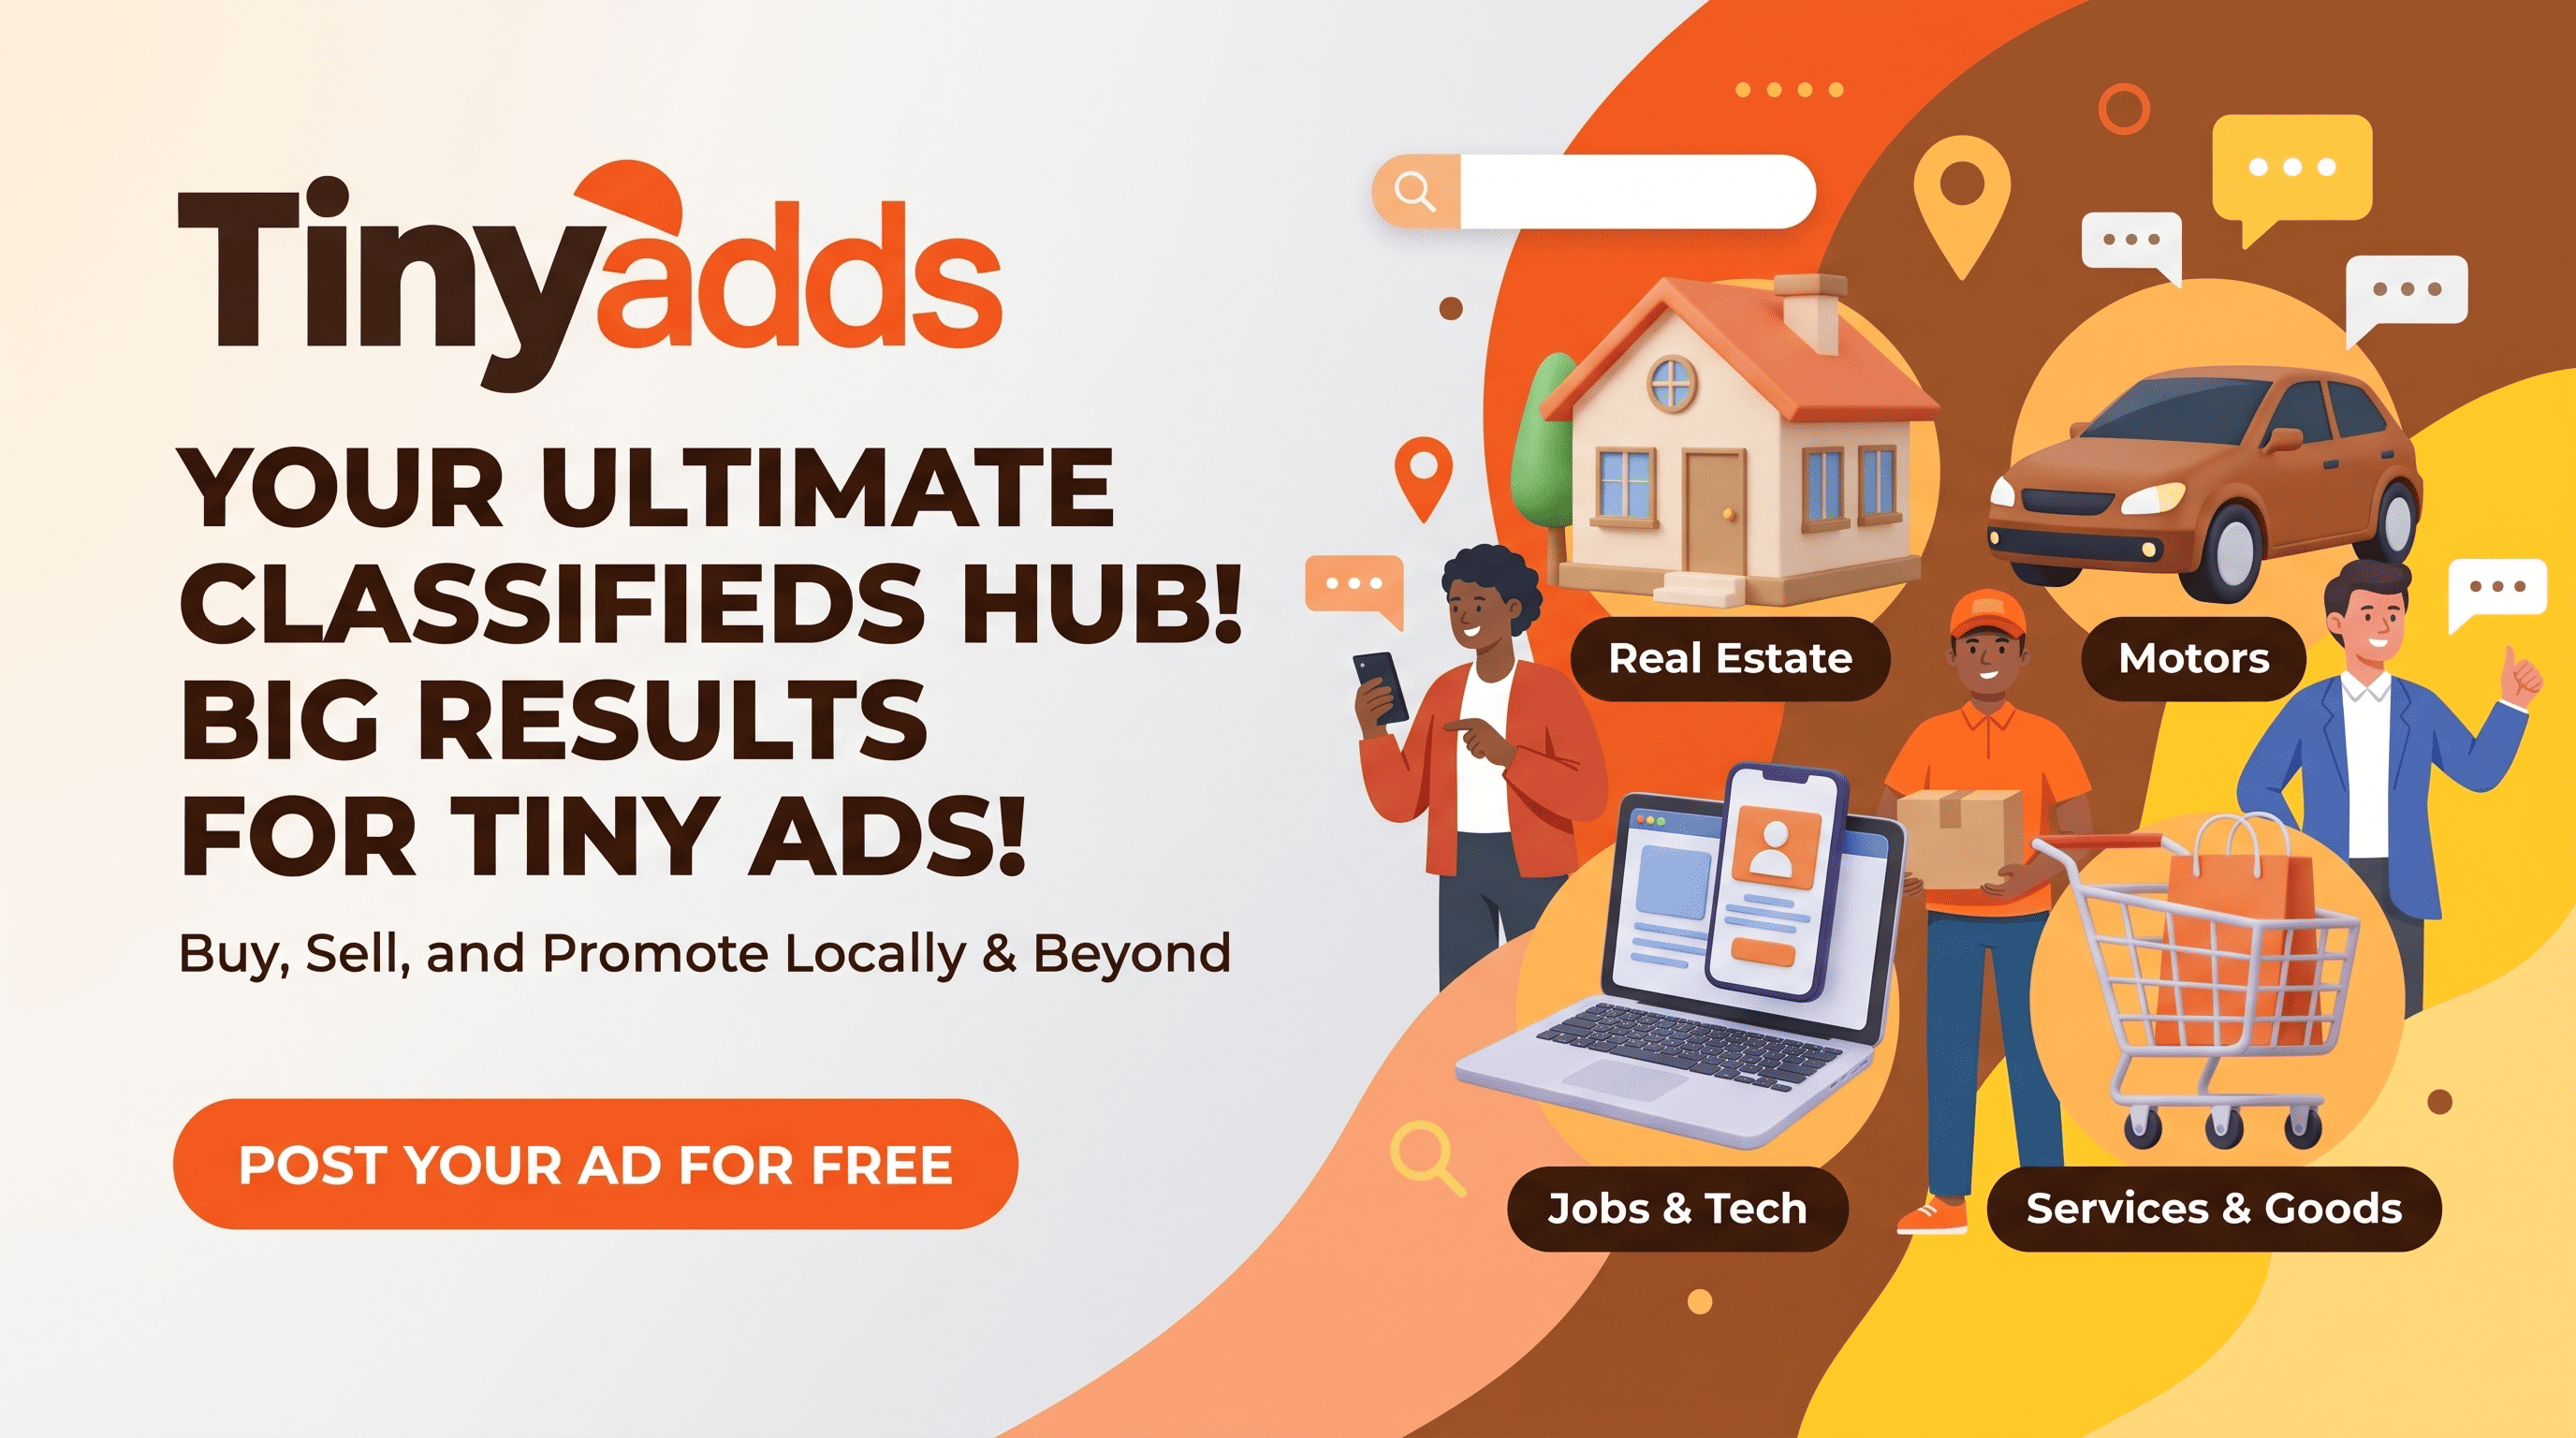 Tinyadds
YOUR ULTIMATE
CLASSIFIEDS HUB!
BIG RESULTS
FOR TINY ADS!
Buy, Sell, and Promote Locally & Beyond
POST YOUR AD FOR FREE
Real Estate
Motors
Jobs & Tech
Services & Goods